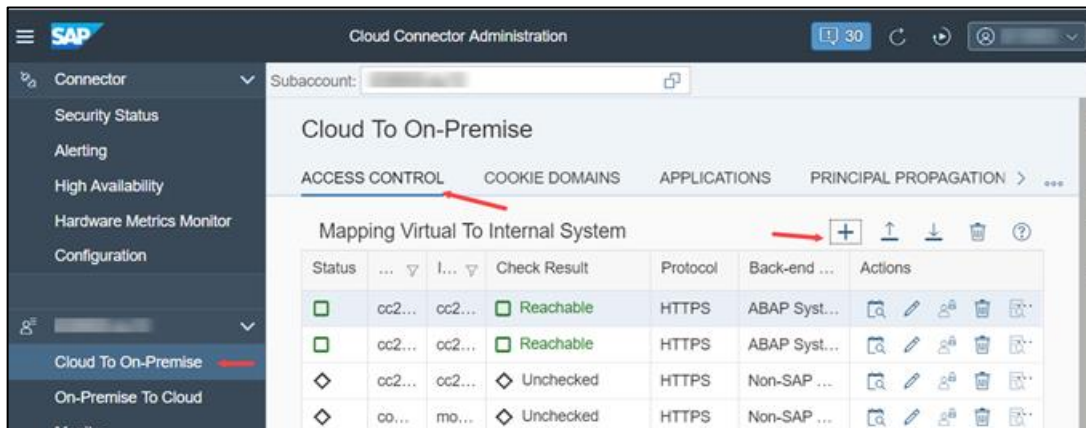 SAP Cloud Connector Administration 30
Connector Subaccount:
Security Status
Cloud To On-Premise
Alerting
High Availability
ACCESS CONTROL COOKIE DOMAINS APPLICATIONS PRINCIPAL PROPAGATION
Hardware Metrics Monitor
Mapping Virtual To Internal System
Configuration
Status ... I... Check Result Protocol Back-end ... Actions
cc2... cc2... Reachable HTTPS ABAP Syst...
cc2... cc2... Reachable HTTPS ABAP Syst...
Cloud To On-Premise
cc2... cc2... Unchecked HTTPS Non-SAP ...
On-Premise To Cloud
co... mo... Unchecked HTTPS Non-SAP ...